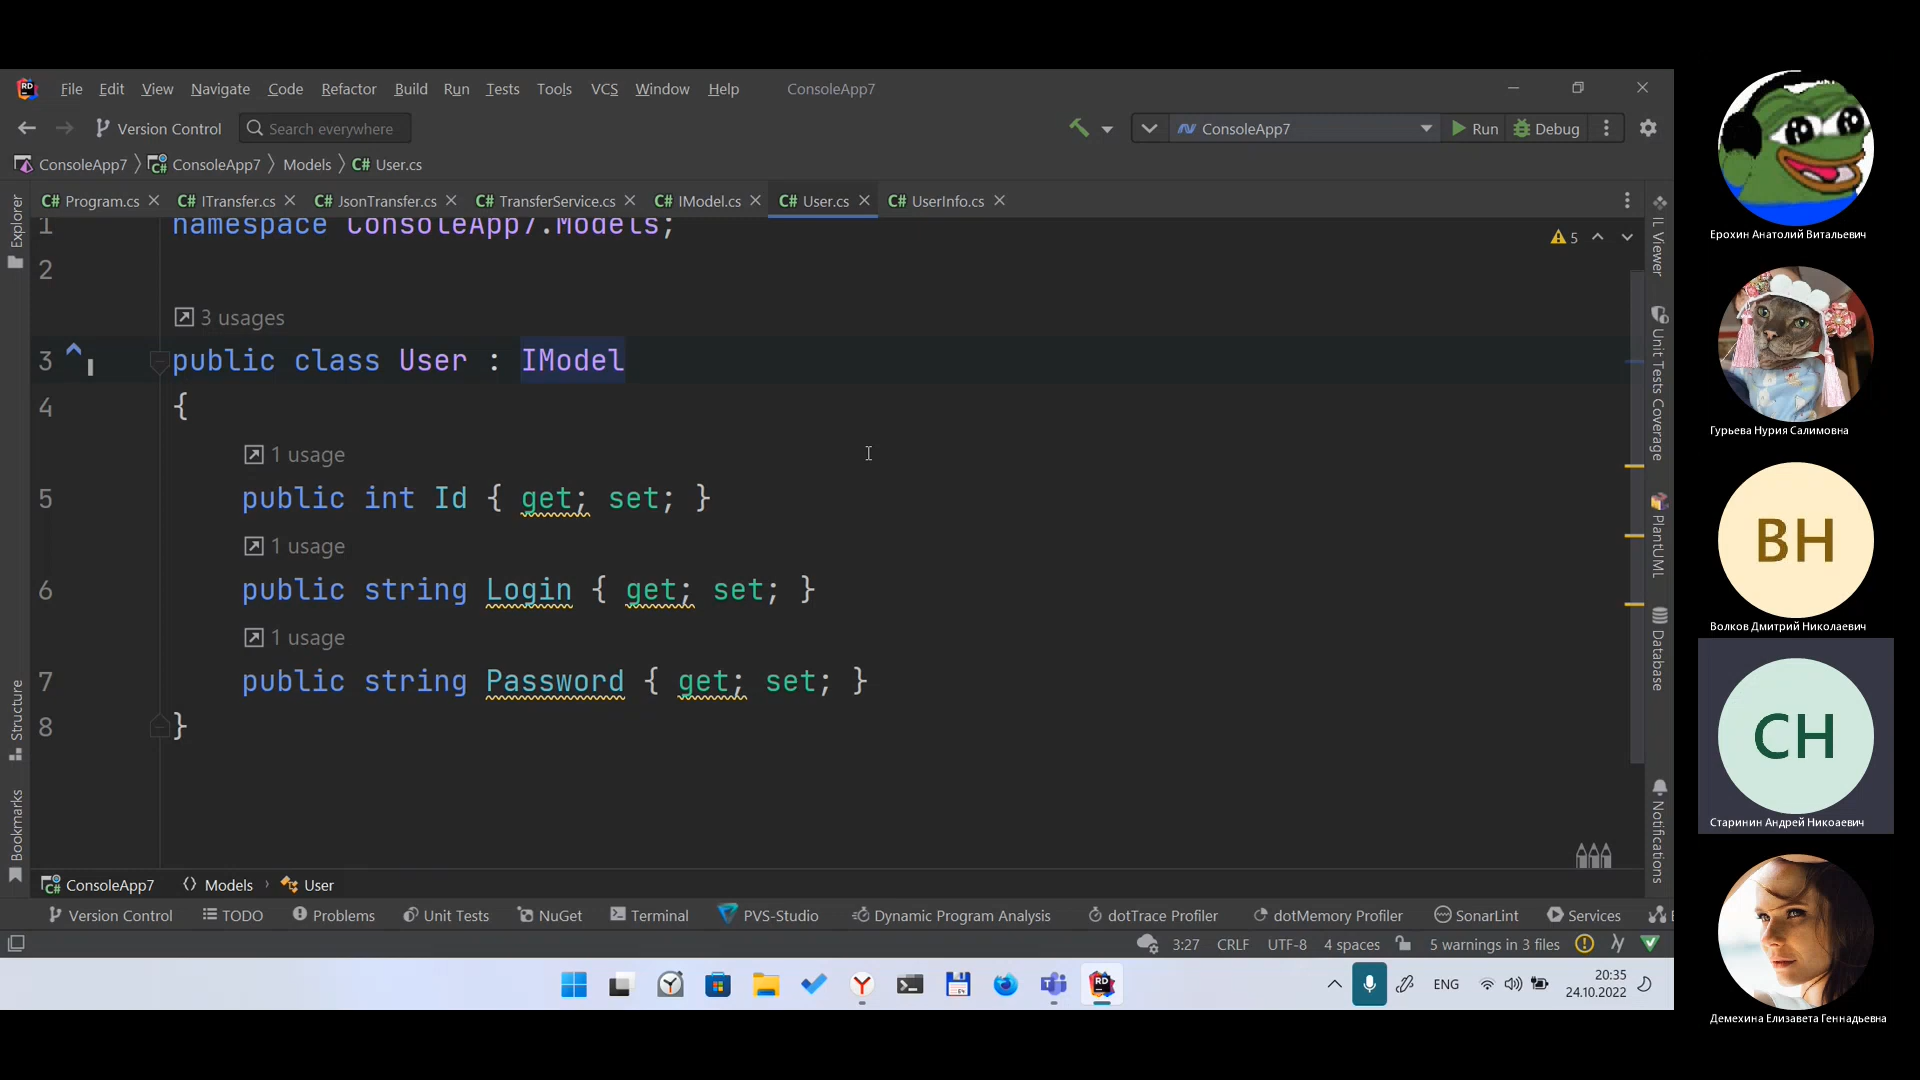 File Edit View Navigate Code Refactor Build Run Tests Tools VCS Window Help ConsoleApp7
Version Control Search everywhere ConsoleApp7 Run Debug
ConsoleApp7 ConsoleApp7 Models C# User.cs
C# Program.cs C# ITransfer.cs C# JsonTransfer.cs C# TransferService.cs C# IModel.cs C# User.cs C# UserInfo.cs
1 namespace ConsoleApp7.Models;
5
2
3 usages
3 public class User : IModel
4 {
1 usage
5 public int Id { get; set; }
1 usage
6 public string Login { get; set; }
1 usage
7 public string Password { get; set; }
8 }
Explorer
Structure
Bookmarks
IL Viewer
Unit Tests Coverage
PlantUML
Database
Notifications
ConsoleApp7 Models User
Version Control TODO Problems Unit Tests NuGet Terminal PVS-Studio Dynamic Program Analysis dotTrace Profiler dotMemory Profiler SonarLint Services
3:27 CRLF UTF-8 4 spaces 5 warnings in 3 files
ENG 20:35
24.10.2022
Ерохин Анатолий Витальевич
Гурьева Нурия Салимовна
ВН
Волков Дмитрий Николаевич
СН
Старинин Андрей Никоаевич
Демехина Елизавета Геннадьевна